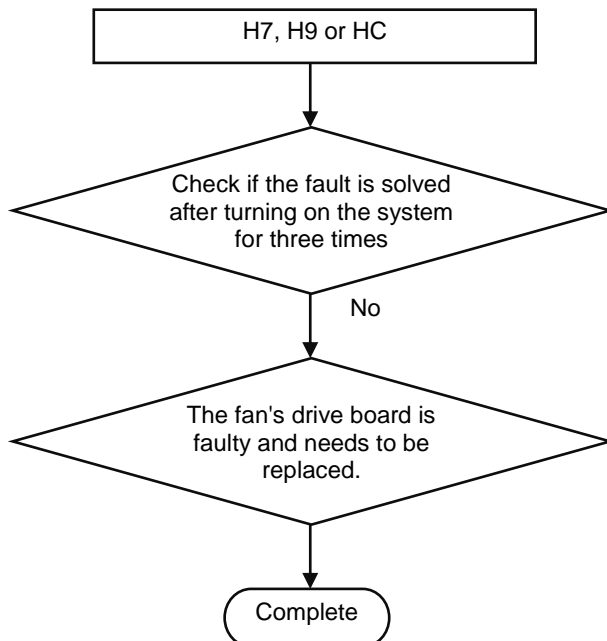 H7, H9 or HC
Check if the fault is solved
after turning on the system
for three times
No
The fan's drive board is
faulty and needs to be
replaced.
Complete